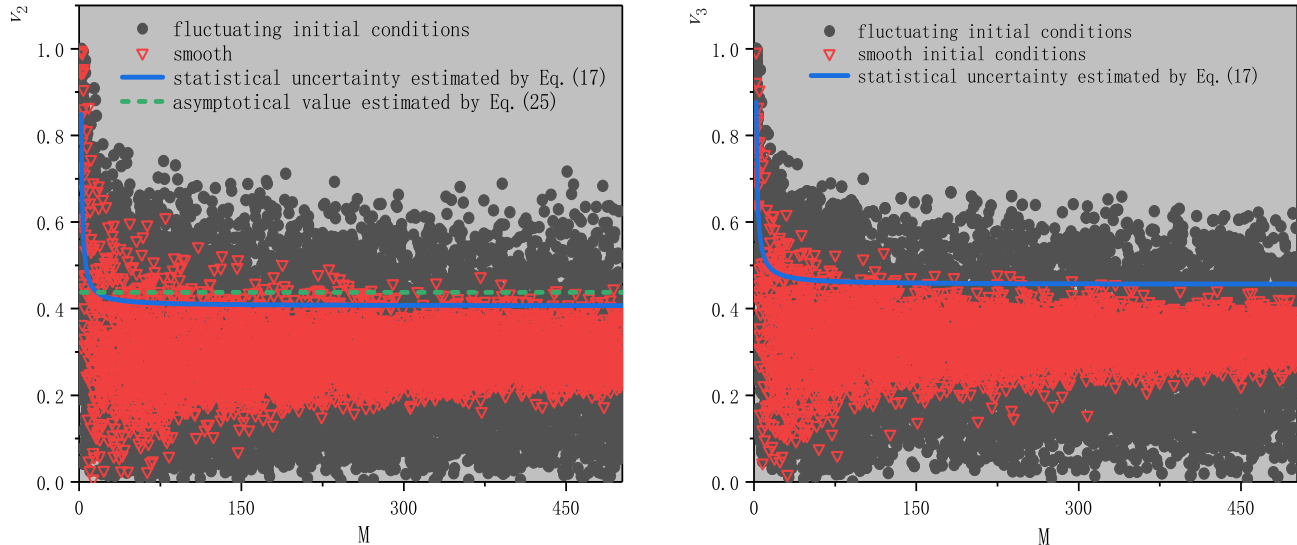 v2
fluctuating initial conditions
smooth
statistical uncertainty estimated by Eq.(17)
asymptotical value estimated by Eq.(25)
1.0
0.8
0.6
0.4
0.2
0.0
0
150
300
450
M
v3
fluctuating initial conditions
smooth initial conditions
statistical uncertainty estimated by Eq.(17)
1.0
0.8
0.6
0.4
0.2
0.0
0
150
300
450
M